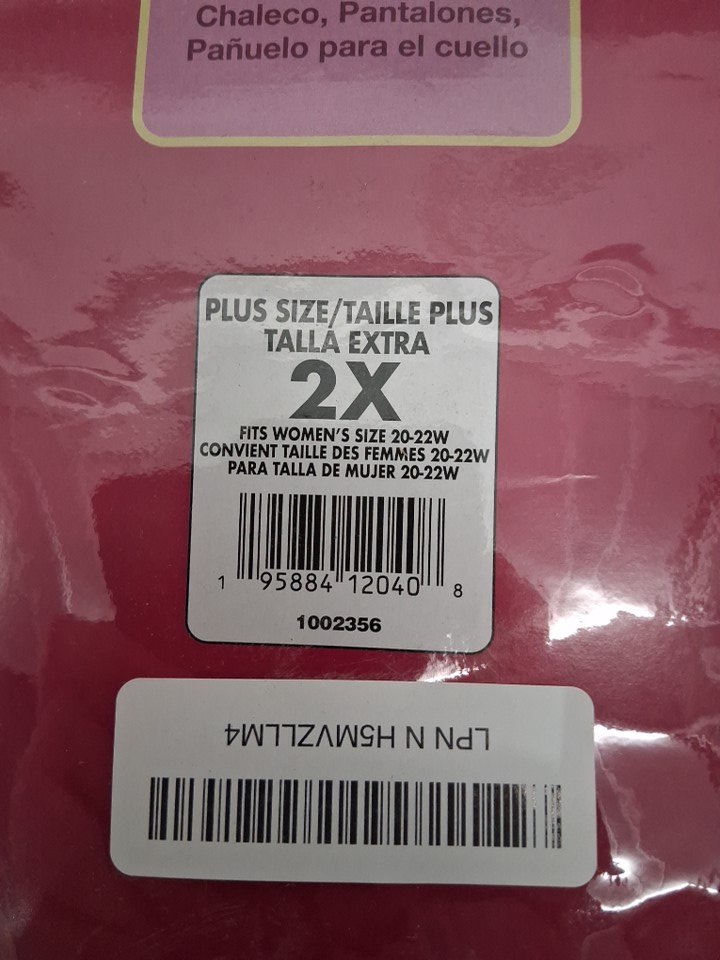 Chaleco, Pantalones,
Pañuelo para el cuello
PLUS SIZE/TAILLE PLUS
TALLA EXTRA
2X
FITS WOMEN'S SIZE 20-22W
CONVIENT TAILLE DES FEMMES 20-22W
PARA TALLA DE MUJER 20-22W
1 95884 12040 8
1002356
LPN N H5MVZLLM4